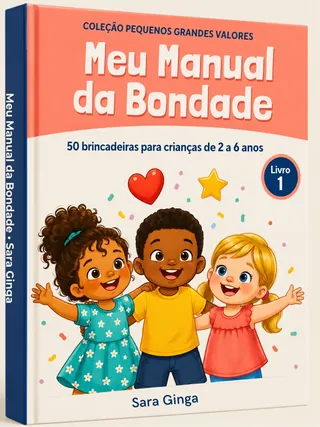 COLEÇÃO PEQUENOS GRANDES VALORES
Meu Manual
da Bondade
50 brincadeiras para crianças de 2 a 6 anos
Livro
1
Sara Ginga
Meu Manual da Bondade • Sara Ginga